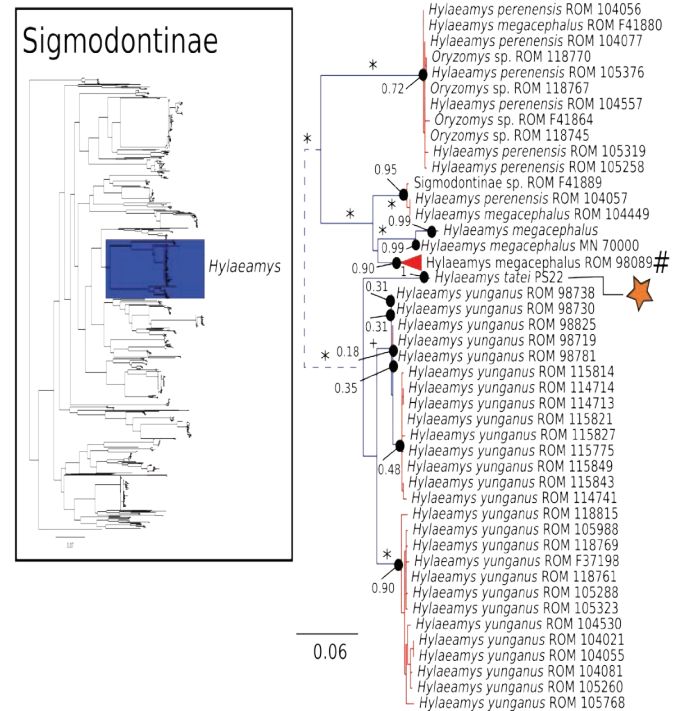 Sigmodontinae
Hylaeamys
Hylaeamys perenensis ROM 104056
Hylaeamys megacephalus ROM F41880
Hylaeamys perenensis ROM 104077
Oryzomys sp. ROM 118770
Hylaeamys perenensis ROM 105376
Oryzomys sp. ROM 118767
Hylaeamys perenensis ROM 104557
Oryzomys sp. ROM F41864
Oryzomys sp. ROM 118745
Hylaeamys perenensis ROM 105319
Hylaeamys perenensis ROM 105258
Sigmodontinae sp. ROM F41889
Hylaeamys perenensis ROM 104057
Hylaeamys megacephalus ROM 104449
Hylaeamys megacephalus
Hylaeamys megacephalus MN 70000
Hylaeamys megacephalus ROM 98089#
Hylaeamys tatei PS22
Hylaeamys yunganus ROM 98738
Hylaeamys yunganus ROM 98730
Hylaeamys yunganus ROM 98825
Hylaeamys yunganus ROM 98719
Hylaeamys yunganus ROM 98781
Hylaeamys yunganus ROM 115814
Hylaeamys yunganus ROM 114714
Hylaeamys yunganus ROM 114713
Hylaeamys yunganus ROM 115821
Hylaeamys yunganus ROM 115827
Hylaeamys yunganus ROM 115775
Hylaeamys yunganus ROM 115849
Hylaeamys yunganus ROM 115843
Hylaeamys yunganus ROM 114741
Hylaeamys yunganus ROM 118815
Hylaeamys yunganus ROM 105988
Hylaeamys yunganus ROM 118769
Hylaeamys yunganus ROM F37198
Hylaeamys yunganus ROM 118761
Hylaeamys yunganus ROM 105288
Hylaeamys yunganus ROM 105323
Hylaeamys yunganus ROM 104530
Hylaeamys yunganus ROM 104021
Hylaeamys yunganus ROM 104055
Hylaeamys yunganus ROM 104081
Hylaeamys yunganus ROM 105260
Hylaeamys yunganus ROM 105768
*
0.72
*
0.95
*
*
0.99
*
0.99
0.90
1
0.31
0.31
+
0.18
*
0.35
0.48
*
0.90
0.06